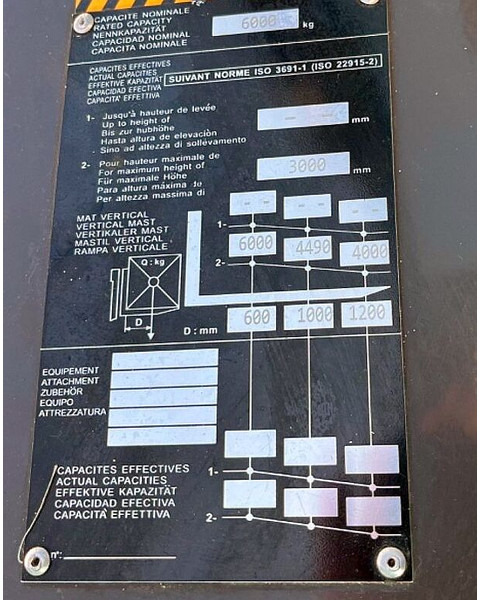 CAPACITE NOMINALE
RATED CAPACITY
NENNKAPAZITÄT
CAPACIDAD NOMINAL
CAPACITA NOMINALE
6000 kg
CAPACITES EFFECTIVES
ACTUAL CAPACITIES
EFFEKTIVE KAPAZITÄT
CAPACIDAD EFECTIVA
CAPACITA' EFFETTIVA
SUIVANT NORME ISO 3691-1 (ISO 22915-2)
1- Jusqu'à hauteur de levée
Up to height of
Bis zur hubhöhe
Hasta altura de elevaciòn
Sino ad altezza di sollevamento
- - mm
2- Pour hauteur maximale de
For maximum height of
Für maximale Höhe
Para altura máxima de
Per altezza massima di
3000 mm
MAT VERTICAL
VERTICAL MAST
VERTIKALER MAST
MASTIL VERTICAL
RAMPA VERTICALE
- - - - - -
1-
6000 4490 4000
2-
Q : kg
D
D : mm
600 1000 1200
EQUIPEMENT
ATTACHMENT
ZUBEHÖR
EQUIPO
ATTREZZATURA
CAPACITES EFFECTIVES
ACTUAL CAPACITIES
EFFEKTIVE KAPAZITÄT
CAPACIDAD EFECTIVA
CAPACITA' EFFETTIVA
1-
2-
n°: